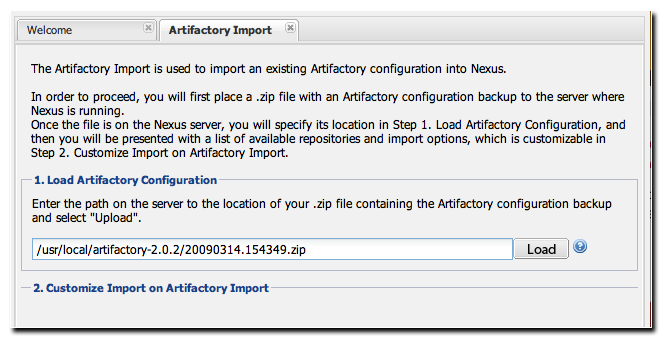 Welcome
Artifactory Import
The Artifactory Import is used to import an existing Artifactory configuration into Nexus.
In order to proceed, you will first place a .zip file with an Artifactory configuration backup to the server where
Nexus is running.
Once the file is on the Nexus server, you will specify its location in Step 1. Load Artifactory Configuration, and
then you will be presented with a list of available repositories and import options, which is customizable in
Step 2. Customize Import on Artifactory Import.
1. Load Artifactory Configuration
Enter the path on the server to the location of your .zip file containing the Artifactory configuration backup
and select "Upload".
/usr/local/artifactory-2.0.2/20090314.154349.zip
Load
2. Customize Import on Artifactory Import